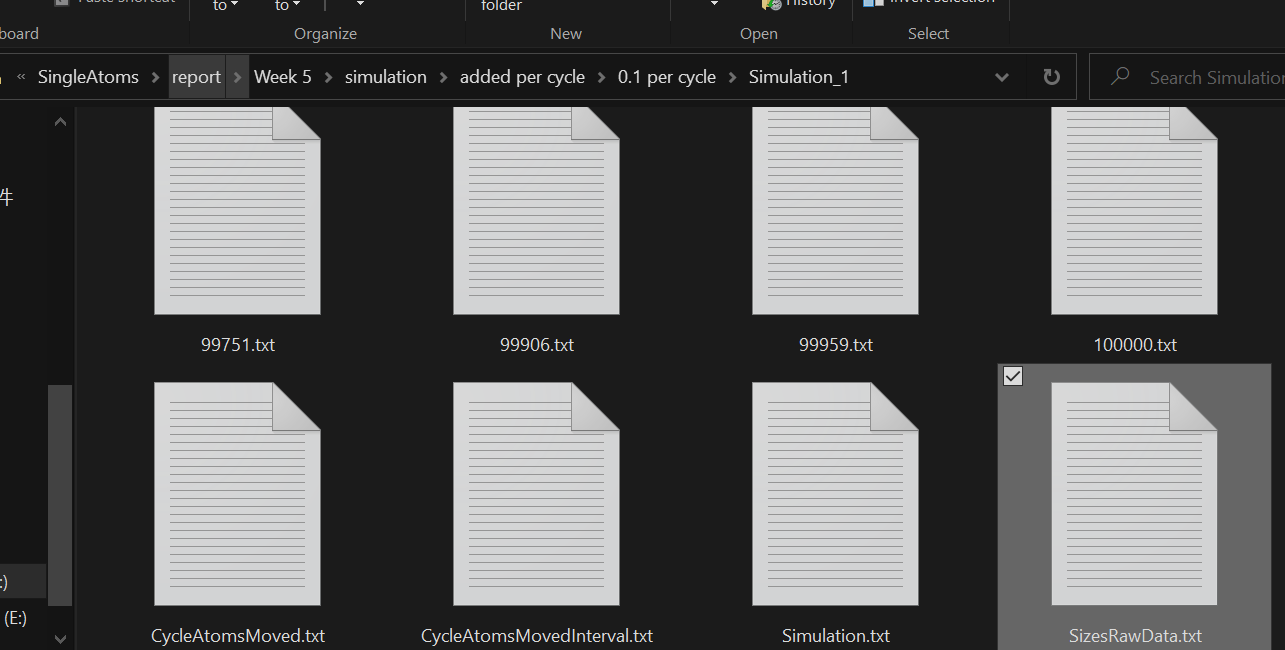 Paste shortcut
to
to
folder
History
Invert selection
board
Organize
New
Open
Select
« SingleAtoms > report > Week 5 > simulation > added per cycle > 0.1 per cycle > Simulation_1
Search Simulation
件
99751.txt
99906.txt
99959.txt
100000.txt
:)
(E:)
CycleAtomsMoved.txt
CycleAtomsMovedInterval.txt
Simulation.txt
SizesRawData.txt